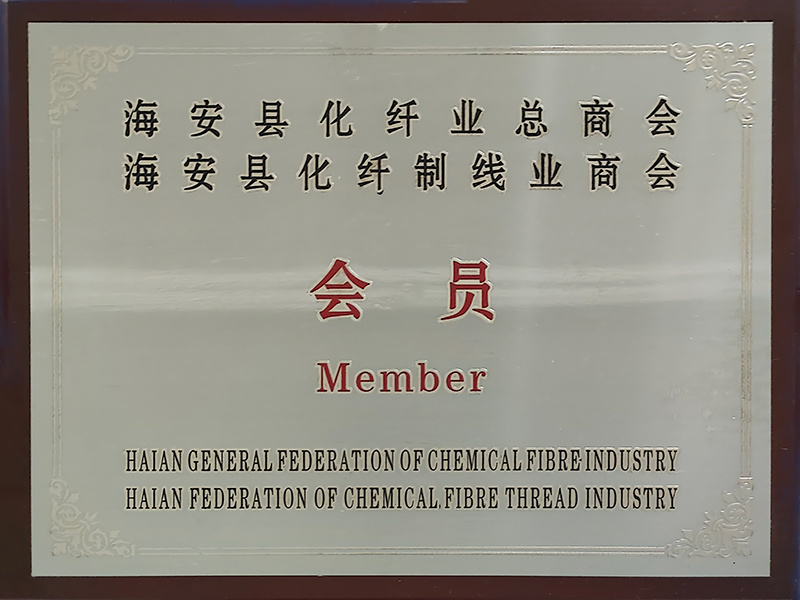 海安县化纤业总商会
海安县化纤制线业商会
会员
Member
HAIAN GENERAL FEDERATION OF CHEMICAL FIBRE INDUSTRY
HAIAN FEDERATION OF CHEMICAL FIBRE THREAD INDUSTRY